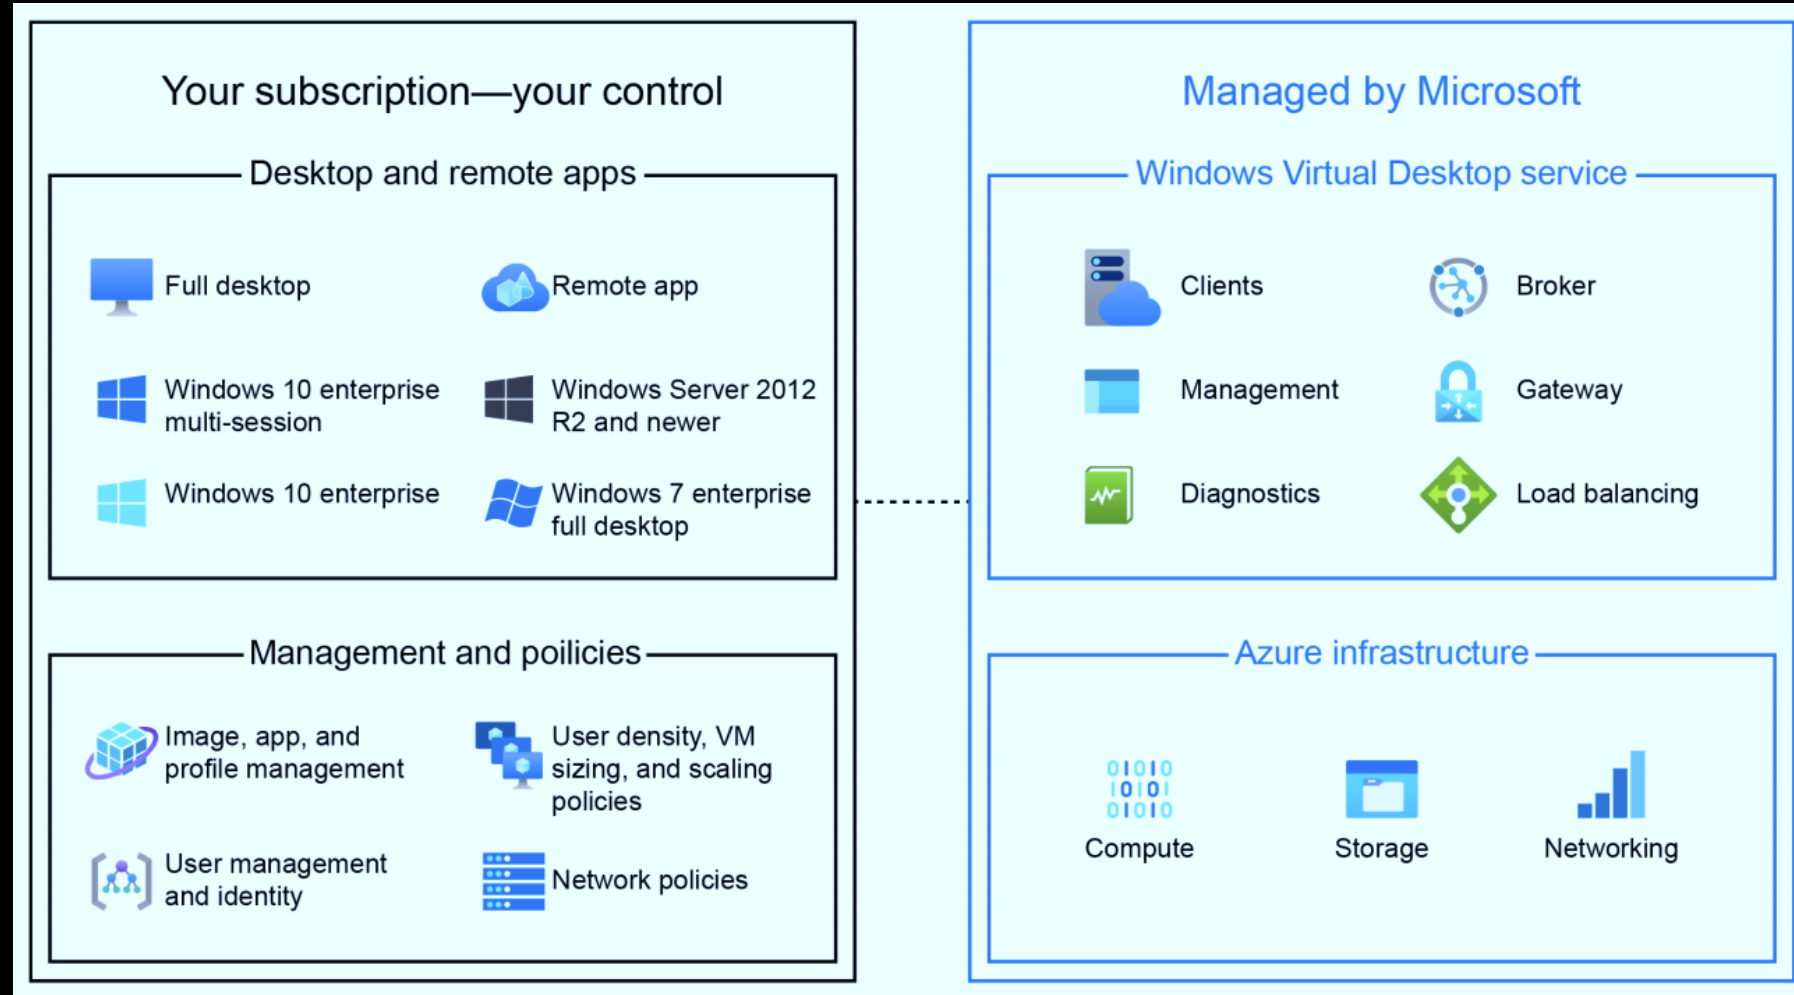 Your subscription—your control
Desktop and remote apps
Full desktop
Remote app
Windows 10 enterprise
multi-session
Windows Server 2012
R2 and newer
Windows 10 enterprise
Windows 7 enterprise
full desktop
Management and poilicies
Image, app, and
profile management
User density, VM
sizing, and scaling
policies
User management
and identity
Network policies
Managed by Microsoft
Windows Virtual Desktop service
Clients
Broker
Management
Gateway
Diagnostics
Load balancing
Azure infrastructure
01010
10101
01010
Compute
Storage
Networking